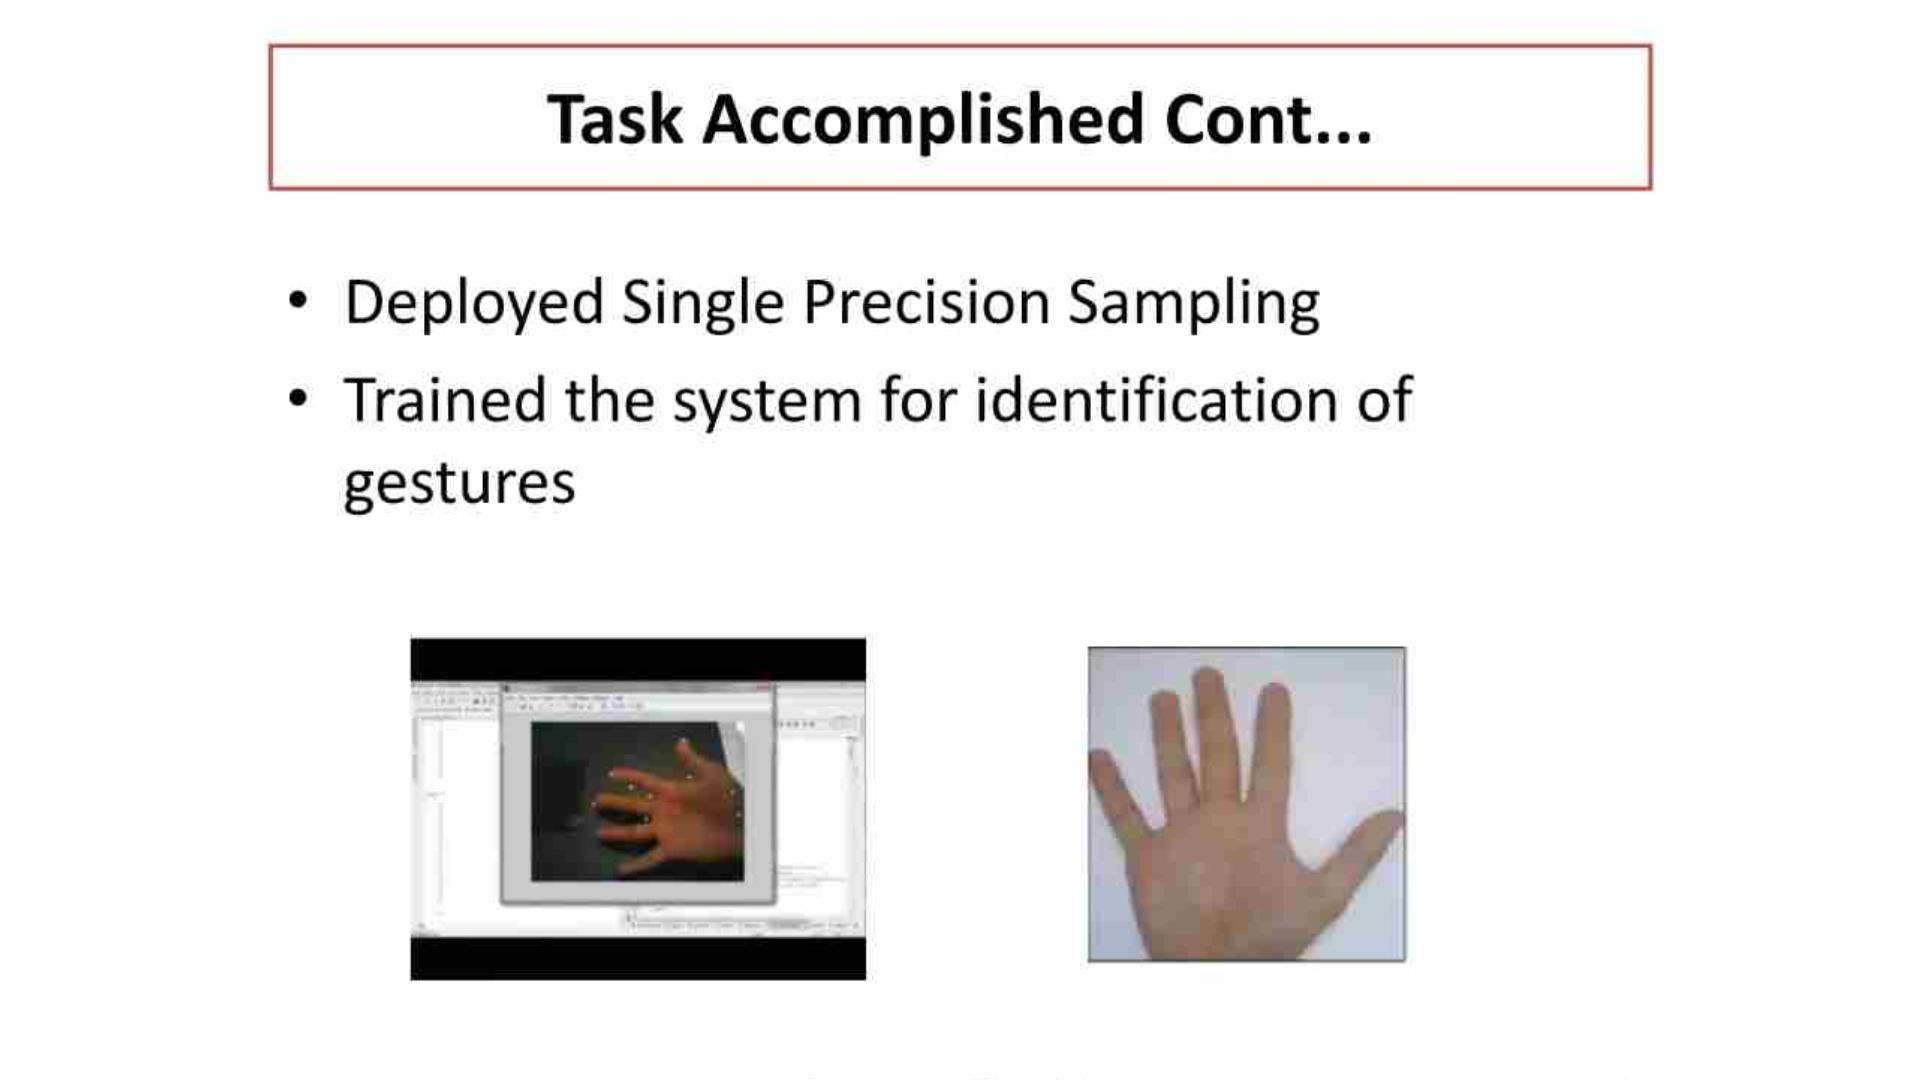 Task Accomplished Cont...
• Deployed Single Precision Sampling
• Trained the system for identification of
gestures